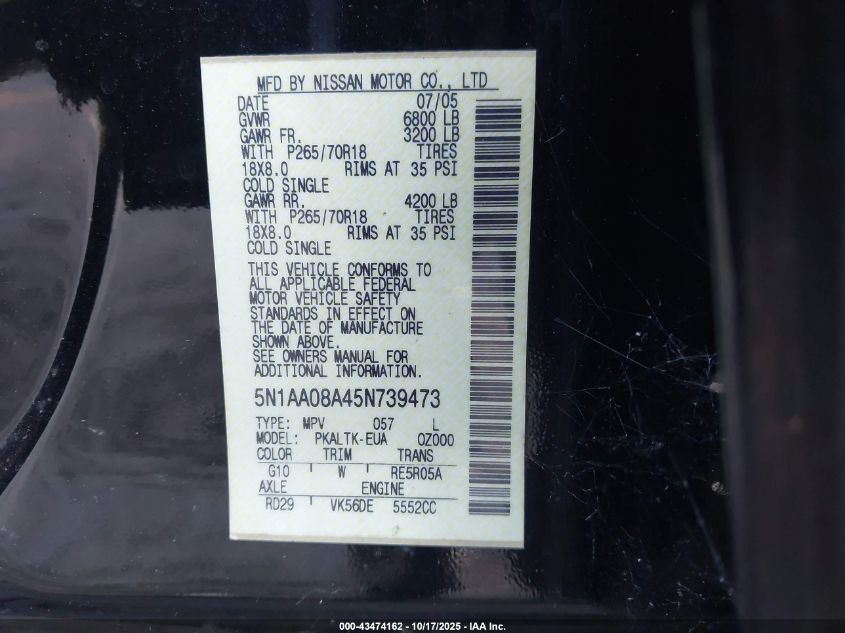 MFD BY NISSAN MOTOR CO., LTD
DATE 07/05
GVWR 6800 LB
GAWR FR. 3200 LB
WITH P265/70R18 TIRES
18X8.0 RIMS AT 35 PSI
COLD SINGLE
GAWR RR. 4200 LB
WITH P265/70R18 TIRES
18X8.0 RIMS AT 35 PSI
COLD SINGLE
THIS VEHICLE CONFORMS TO
ALL APPLICABLE FEDERAL
MOTOR VEHICLE SAFETY
STANDARDS IN EFFECT ON
THE DATE OF MANUFACTURE
SHOWN ABOVE.
SEE OWNERS MANUAL FOR
ADDITIONAL INFORMATION.
5N1AA08A45N739473
TYPE: MPV 057 L
MODEL: PKALTK-EUA 0Z000
COLOR TRIM TRANS
G10 W RE5R05A
AXLE ENGINE
RD29 VK56DE 5552CC
000-43474162 - 10/17/2025 - IAA Inc.